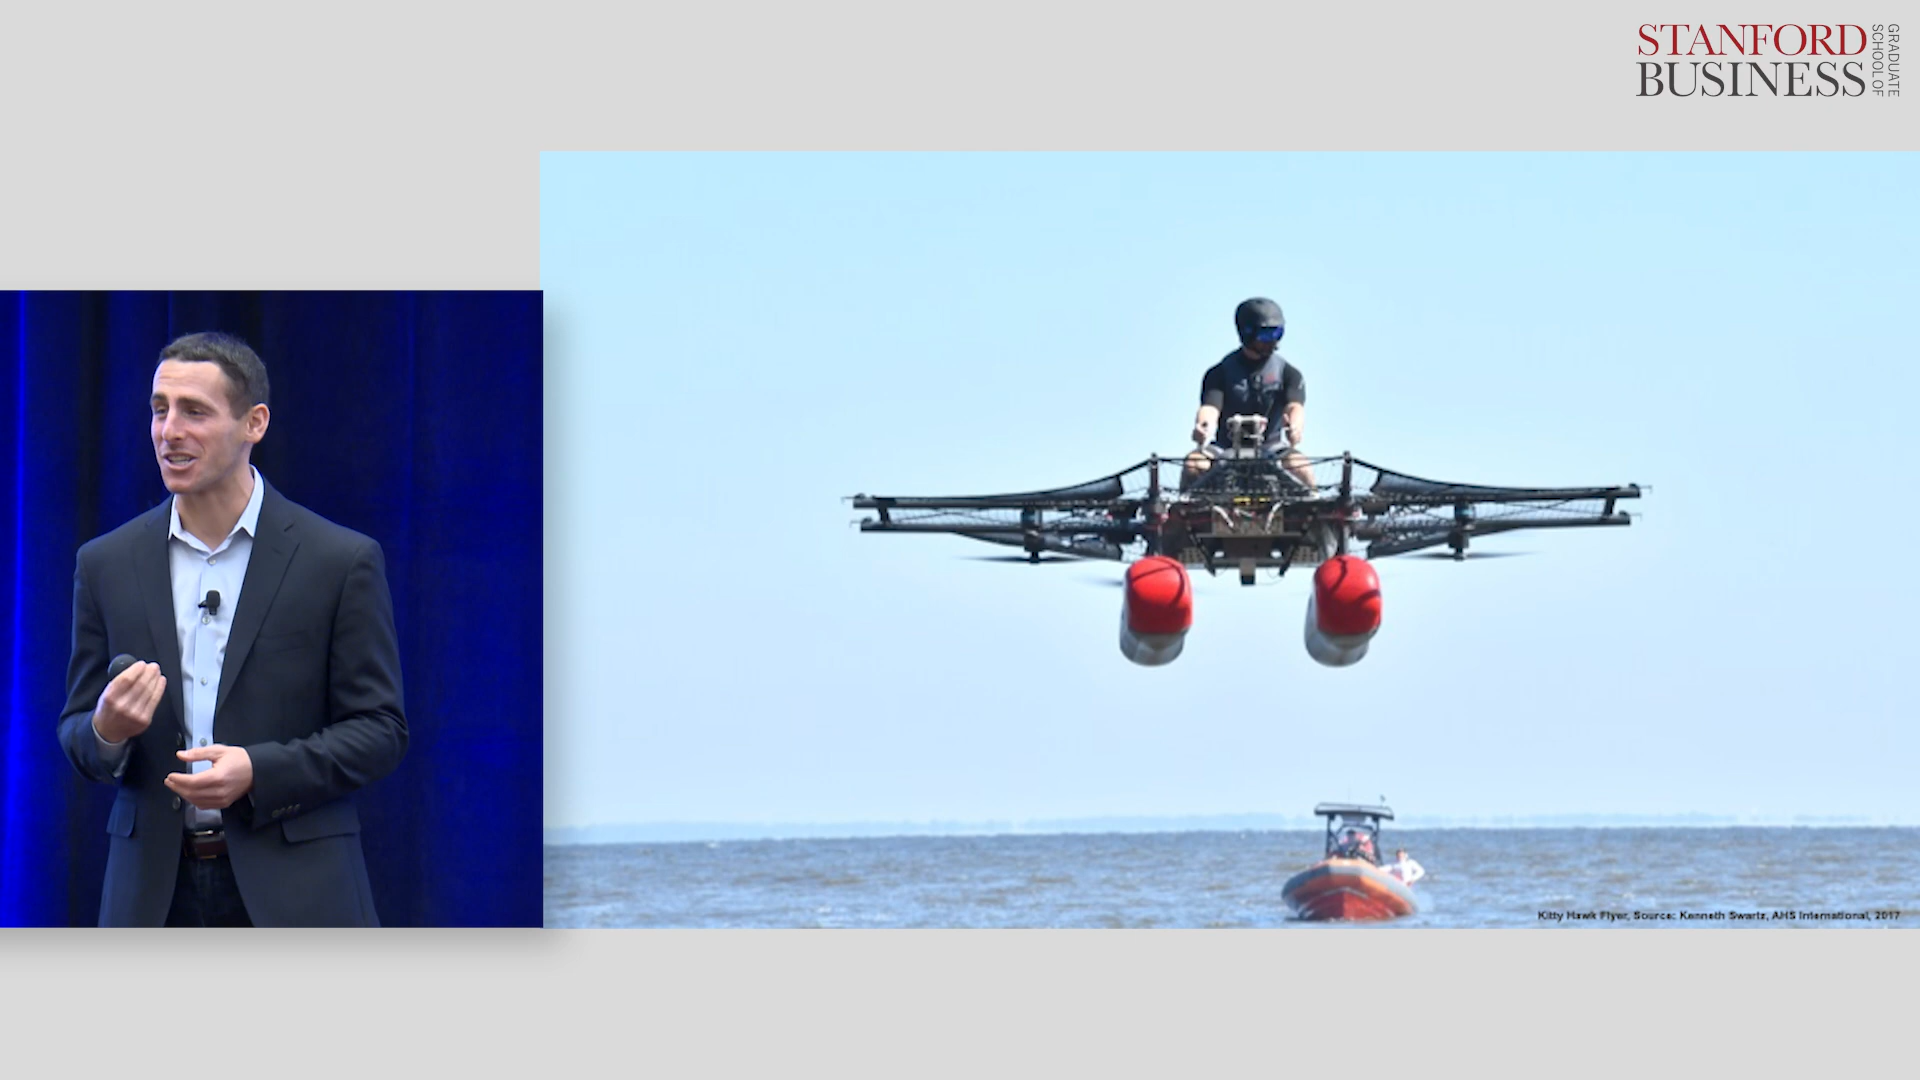 STANFORD
BUSINESS
GRADUATE
SCHOOL OF
Kitty Hawk Flyer, Source: Kenneth Swartz, AHS International, 2017